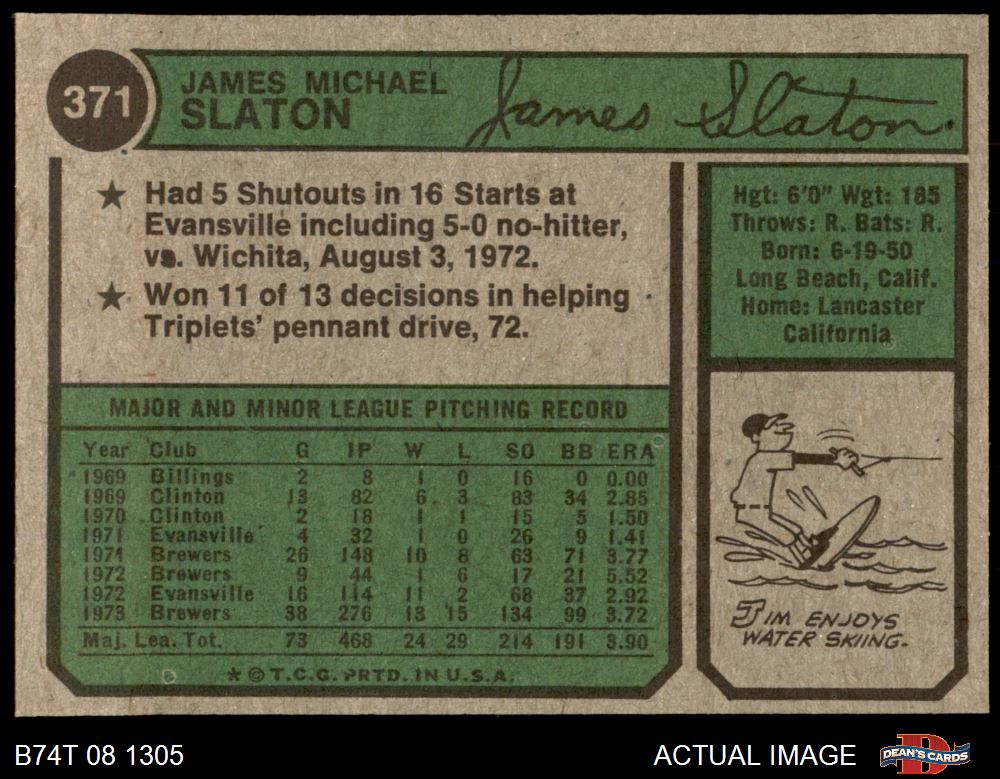 371
JAMES MICHAEL
SLATON
James Slaton.
★ Had 5 Shutouts in 16 Starts at
Evansville including 5-0 no-hitter,
vs. Wichita, August 3, 1972.
★ Won 11 of 13 decisions in helping
Triplets' pennant drive, 72.
Hgt: 6'0" Wgt: 185
Throws: R. Bats: R.
Born: 6-19-50
Long Beach, Calif.
Home: Lancaster
California
MAJOR AND MINOR LEAGUE PITCHING RECORD
Year Club G IP W L SO BB ERA
1969 Billings 2 8 1 0 16 0 0.00
1969 Clinton 13 82 6 3 83 34 2.85
1970 Clinton 2 18 1 1 15 5 1.50
1971 Evansville 4 32 1 0 26 9 1.41
1971 Brewers 26 148 10 8 63 71 3.77
1972 Brewers 9 44 1 6 17 21 5.52
1972 Evansville 16 114 11 2 68 37 2.92
1973 Brewers 38 276 13 15 134 99 3.72
Maj. Lea. Tot. 73 468 24 29 214 191 3.90
* © T.C.G. PRTD. IN U.S.A.
JIM ENJOYS
WATER SKIING.
B74T 08 1305
ACTUAL IMAGE
DEAN'S CARDS